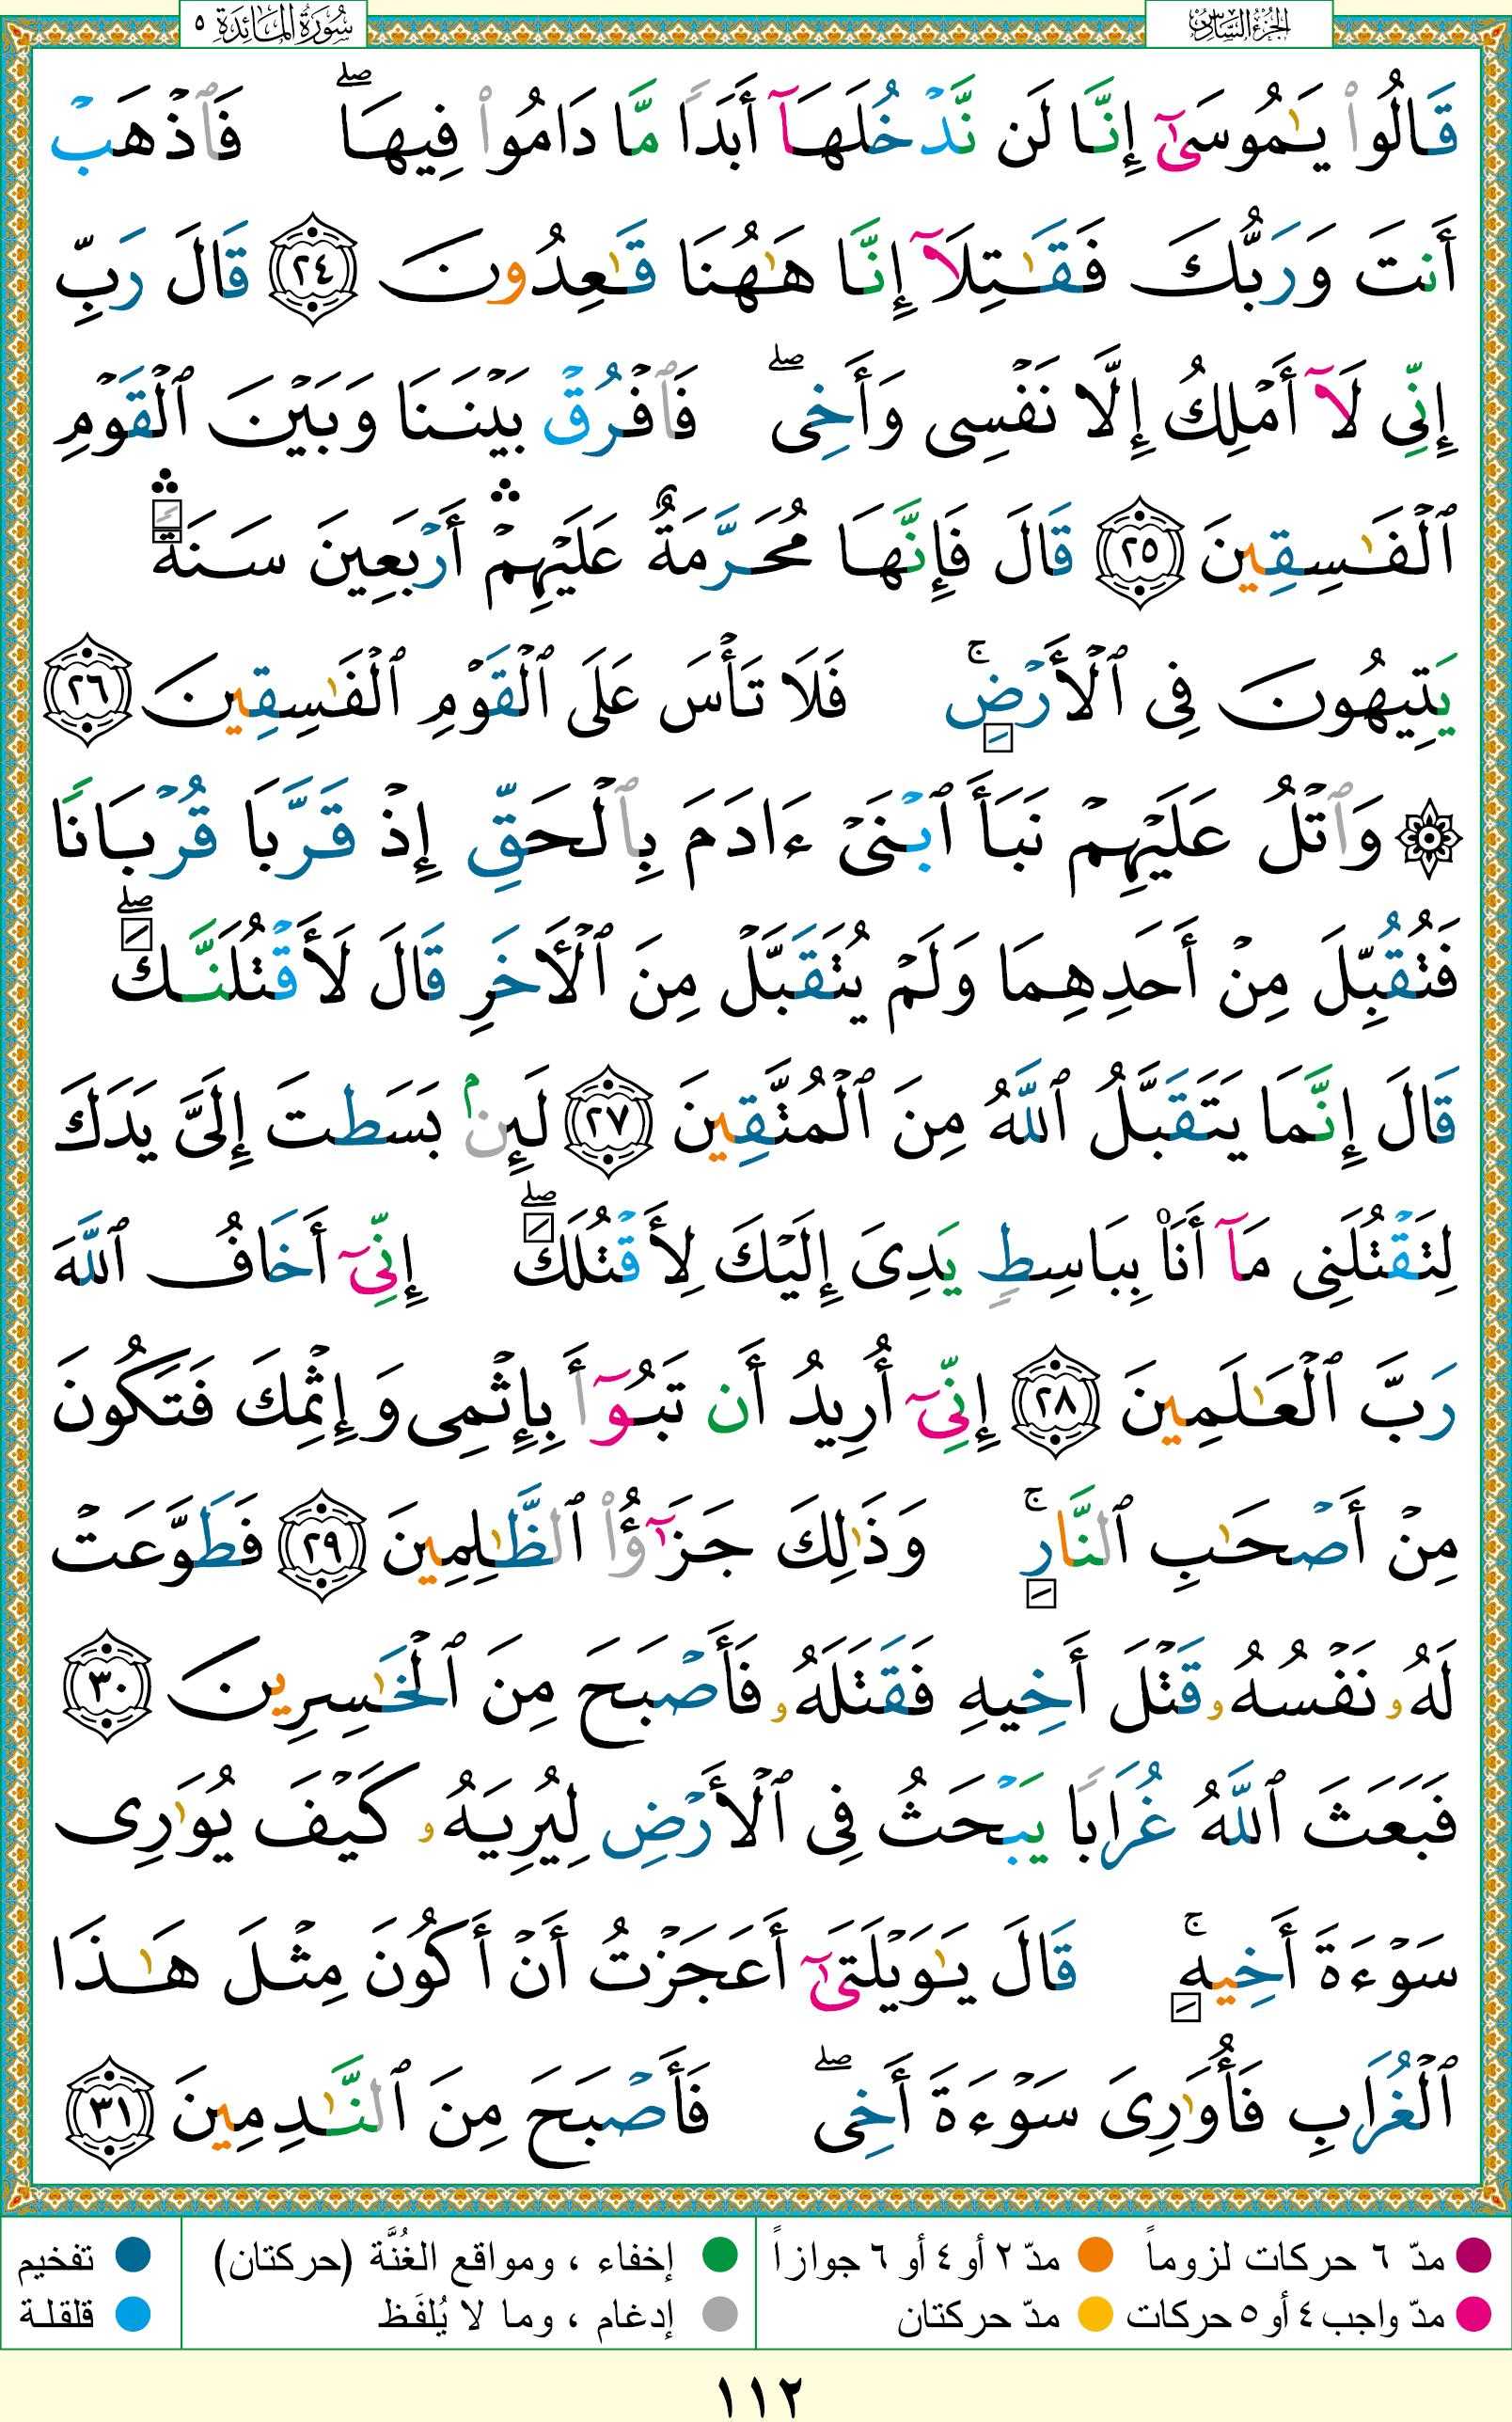 الجزء السادس
سورة المائدة ٥
قَالُوا۟ يَـٰمُوسَىٰٓ إِنَّا لَن نَّدْخُلَهَآ أَبَدًا مَّا دَامُوا۟ فِيهَا ۖ فَٱذْهَبْ
أَنتَ وَرَبُّكَ فَقَـٰتِلَآ إِنَّا هَـٰهُنَا قَـٰعِدُونَ ٢٤ قَالَ رَبِّ
إِنِّى لَآ أَمْلِكُ إِلَّا نَفْسِى وَأَخِى ۖ فَٱفْرُقْ بَيْنَنَا وَبَيْنَ ٱلْقَوْمِ
ٱلْفَـٰسِقِينَ ٢٥ قَالَ فَإِنَّهَا مُحَرَّمَةٌ عَلَيْهِمْ ۛ أَرْبَعِينَ سَنَةً ۛ
يَتِيهُونَ فِى ٱلْأَرْضِ ۚ فَلَا تَأْسَ عَلَى ٱلْقَوْمِ ٱلْفَـٰسِقِينَ ٢٦
۞ وَٱتْلُ عَلَيْهِمْ نَبَأَ ٱبْنَىْ ءَادَمَ بِٱلْحَقِّ إِذْ قَرَّبَا قُرْبَانًا
فَتُقُبِّلَ مِنْ أَحَدِهِمَا وَلَمْ يُتَقَبَّلْ مِنَ ٱلْـَٔاخَرِ قَالَ لَأَقْتُلَنَّكَ ۖ
قَالَ إِنَّمَا يَتَقَبَّلُ ٱللَّهُ مِنَ ٱلْمُتَّقِينَ ٢٧ لَئِنۢ بَسَطتَ إِلَىَّ يَدَكَ
لِتَقْتُلَنِى مَآ أَنَا۠ بِبَاسِطٍ يَدِىَ إِلَيْكَ لِأَقْتُلَكَ ۖ إِنِّىٓ أَخَافُ ٱللَّهَ
رَبَّ ٱلْعَـٰلَمِينَ ٢٨ إِنِّىٓ أُرِيدُ أَن تَبُوٓأَ بِإِثْمِى وَإِثْمِكَ فَتَكُونَ
مِنْ أَصْحَـٰبِ ٱلنَّارِ ۚ وَذَٰلِكَ جَزَٰٓؤُا۟ ٱلظَّـٰلِمِينَ ٢٩ فَطَوَّعَتْ
لَهُۥ نَفْسُهُۥ قَتْلَ أَخِيهِ فَقَتَلَهُۥ فَأَصْبَحَ مِنَ ٱلْخَـٰسِرِينَ ٣٠
فَبَعَثَ ٱللَّهُ غُرَابًا يَبْحَثُ فِى ٱلْأَرْضِ لِيُرِيَهُۥ كَيْفَ يُوَٰرِى
سَوْءَةَ أَخِيهِ ۚ قَالَ يَـٰوَيْلَتَىٰٓ أَعَجَزْتُ أَنْ أَكُونَ مِثْلَ هَـٰذَا
ٱلْغُرَابِ فَأُوَٰرِىَ سَوْءَةَ أَخِى ۖ فَأَصْبَحَ مِنَ ٱلنَّـٰدِمِينَ ٣١
مدّ ٦ حركات لزوماً مدّ ٢ أو ٤ أو ٦ جوازاً إخفاء ، ومواقع الغُنَّة (حركتان) تفخيم
مدّ واجب ٤ أو ٥ حركات مدّ حركتان إدغام ، وما لا يُلفَظ قلقلة
١١٢